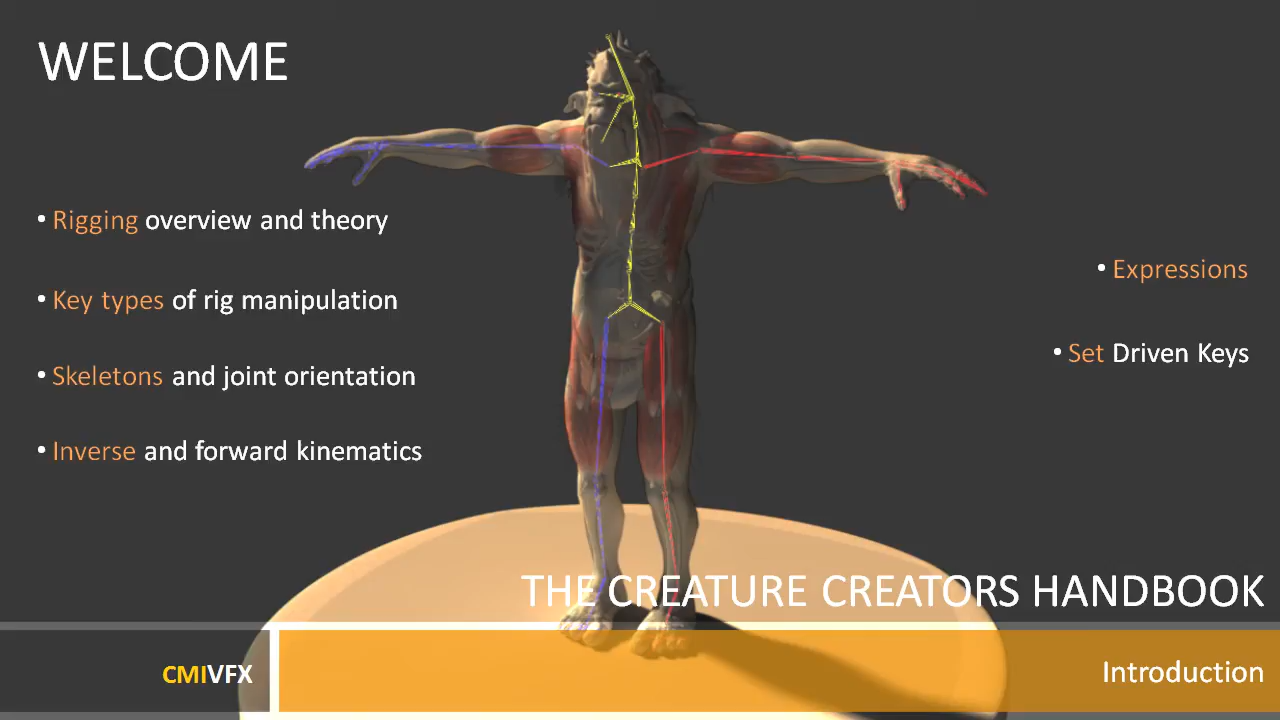 WELCOME
• Rigging overview and theory
• Key types of rig manipulation
• Skeletons and joint orientation
• Inverse and forward kinematics
• Expressions
• Set Driven Keys
THE CREATURE CREATORS HANDBOOK
CMIVFX
Introduction